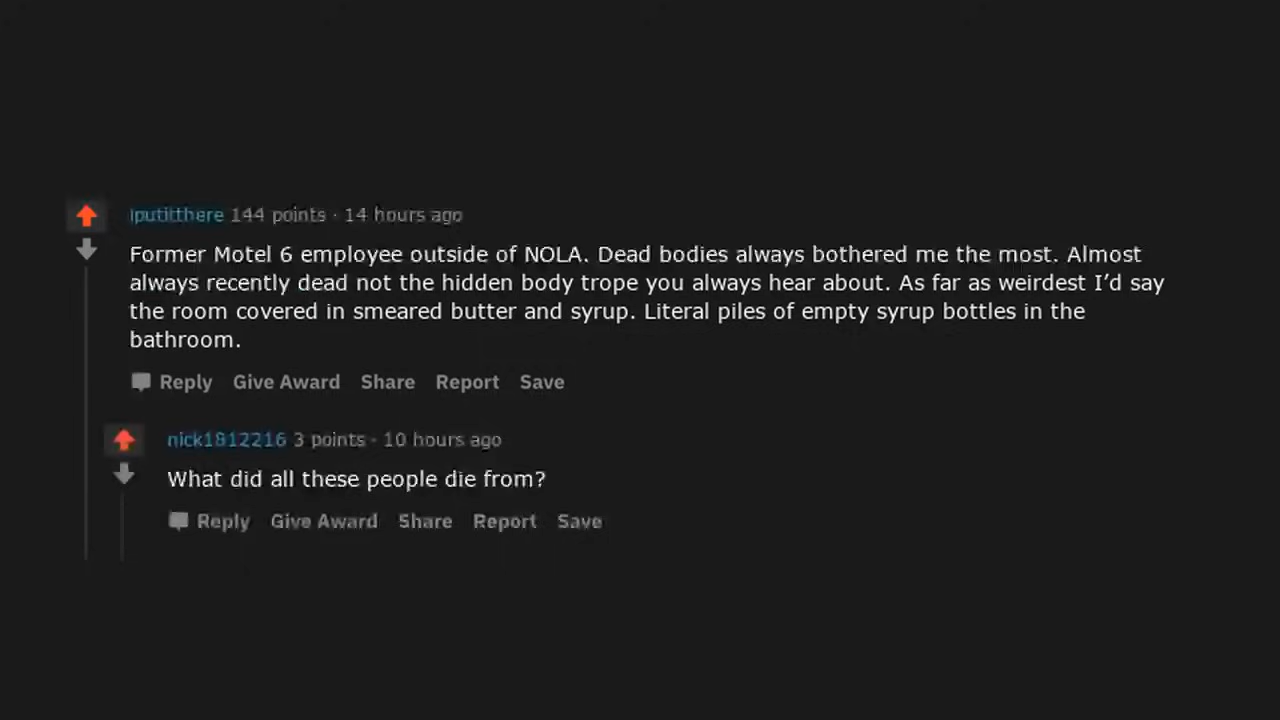 iputitthere 144 points · 14 hours ago
Former Motel 6 employee outside of NOLA. Dead bodies always bothered me the most. Almost
always recently dead not the hidden body trope you always hear about. As far as weirdest I’d say
the room covered in smeared butter and syrup. Literal piles of empty syrup bottles in the
bathroom.
Reply Give Award Share Report Save
nick1812216 3 points · 10 hours ago
What did all these people die from?
Reply Give Award Share Report Save